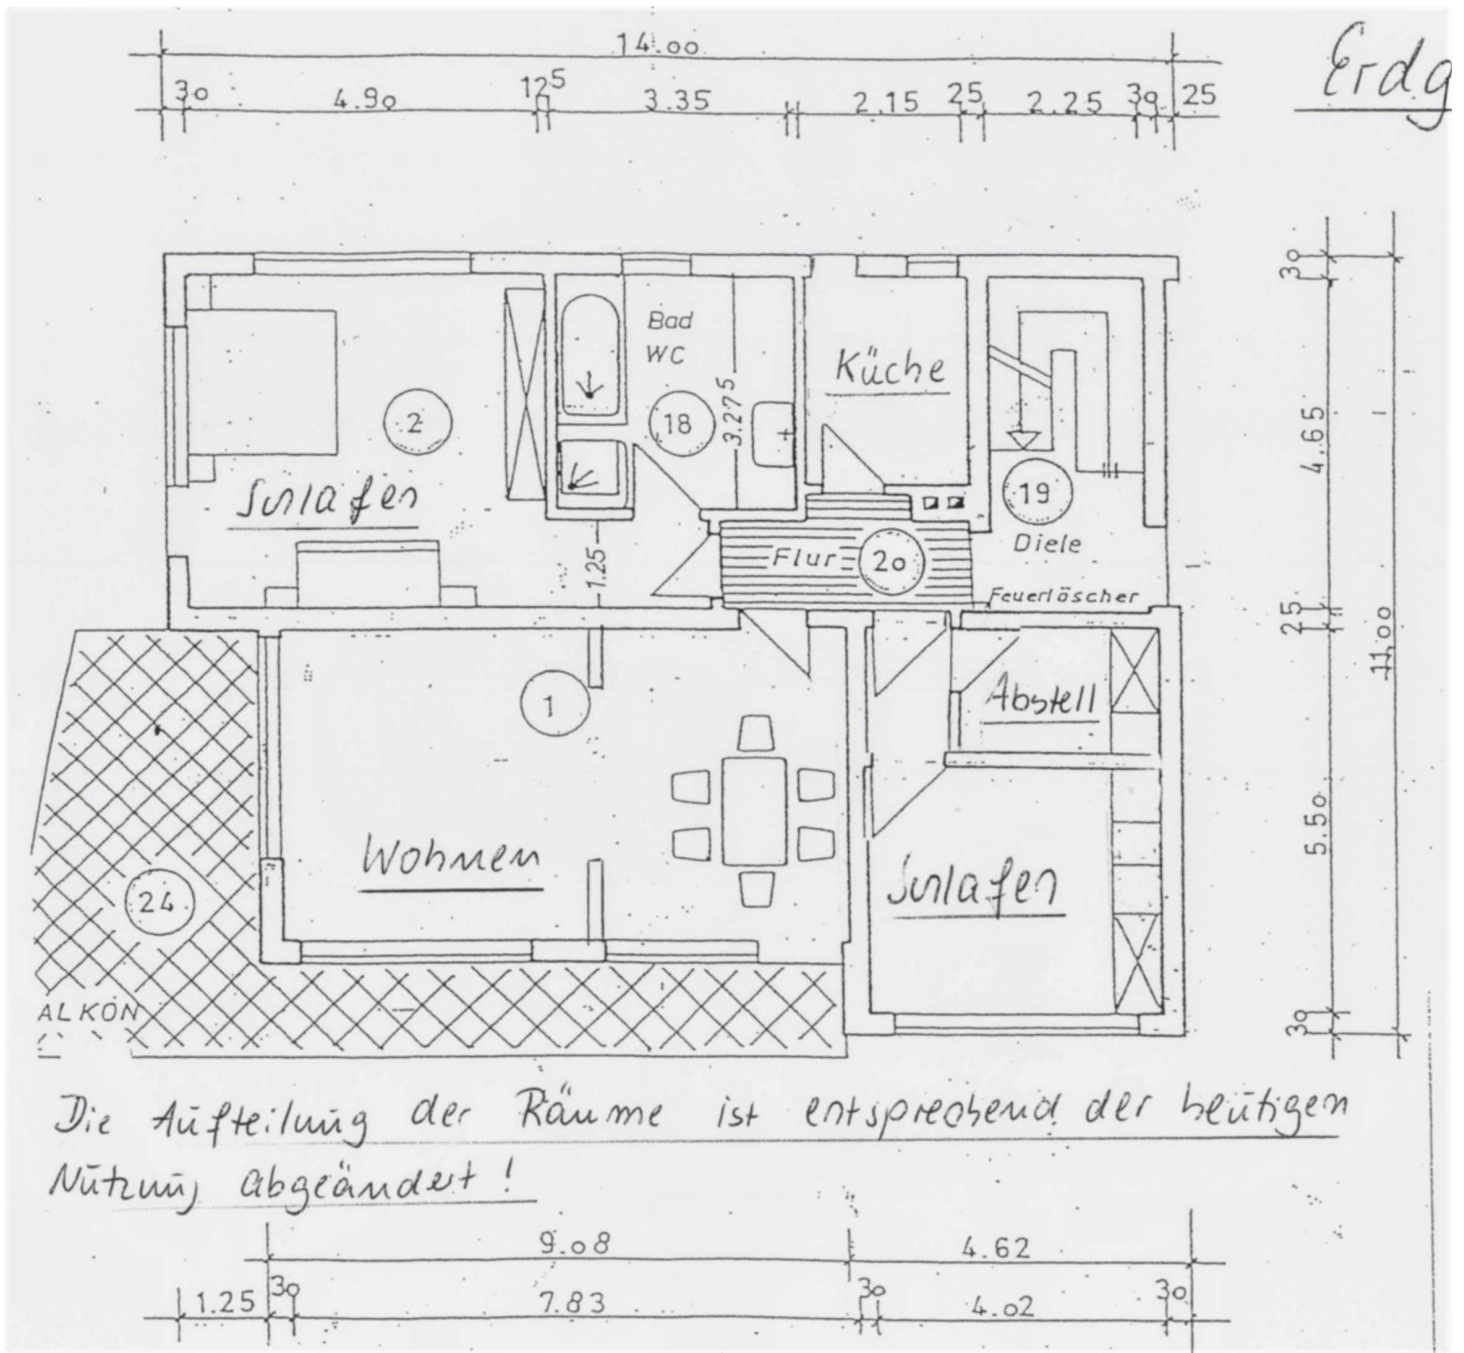 14.00
Erdg
30 4.90 12⁵ 3.35 2.15 25 2.25 30 25
30
Bad
WC
Küche
2
18
3.275
4.65
Schlafen
19
Diele
1.25
Flur
20
Feuerlöscher
25
11.00
1
Abstell
Wohnen
5.50
Schlafen
24
ALKON
30
Die Aufteilung der Räume ist entsprechend der heutigen
Nutzung abgeändert!
9.08 4.62
1.25 30 7.83 30 4.02 30